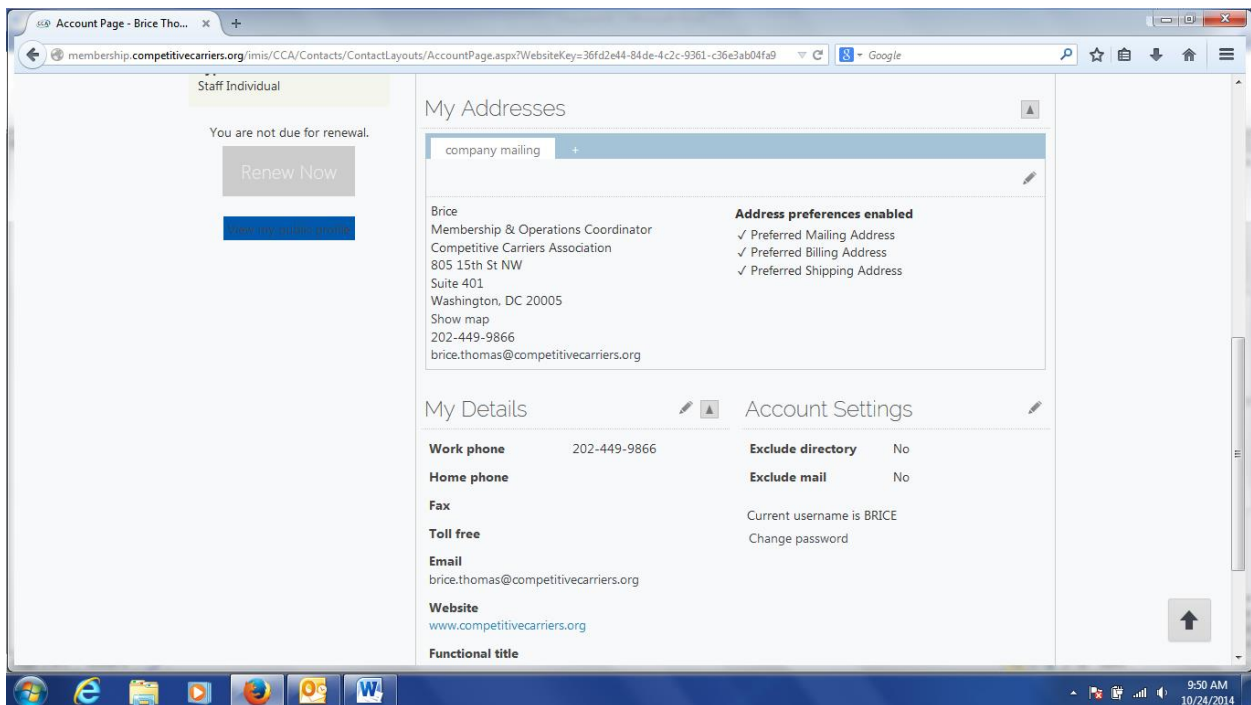 Account Page - Brice Tho...
membership.competitivecarriers.org/imis/CCA/Contacts/ContactLayouts/AccountPage.aspx?WebsiteKey=36fd2e44-84de-4c2c-9361-c36e3ab04fa9
Google
Staff Individual
You are not due for renewal.
Renew Now
View my public profile
My Addresses
company mailing +
Brice
Membership & Operations Coordinator
Competitive Carriers Association
805 15th St NW
Suite 401
Washington, DC 20005
Show map
202-449-9866
brice.thomas@competitivecarriers.org
Address preferences enabled
✓ Preferred Mailing Address
✓ Preferred Billing Address
✓ Preferred Shipping Address
My Details
Work phone 202-449-9866
Home phone
Fax
Toll free
Email
brice.thomas@competitivecarriers.org
Website
www.competitivecarriers.org
Functional title
Account Settings
Exclude directory No
Exclude mail No
Current username is BRICE
Change password
9:50 AM
10/24/2014